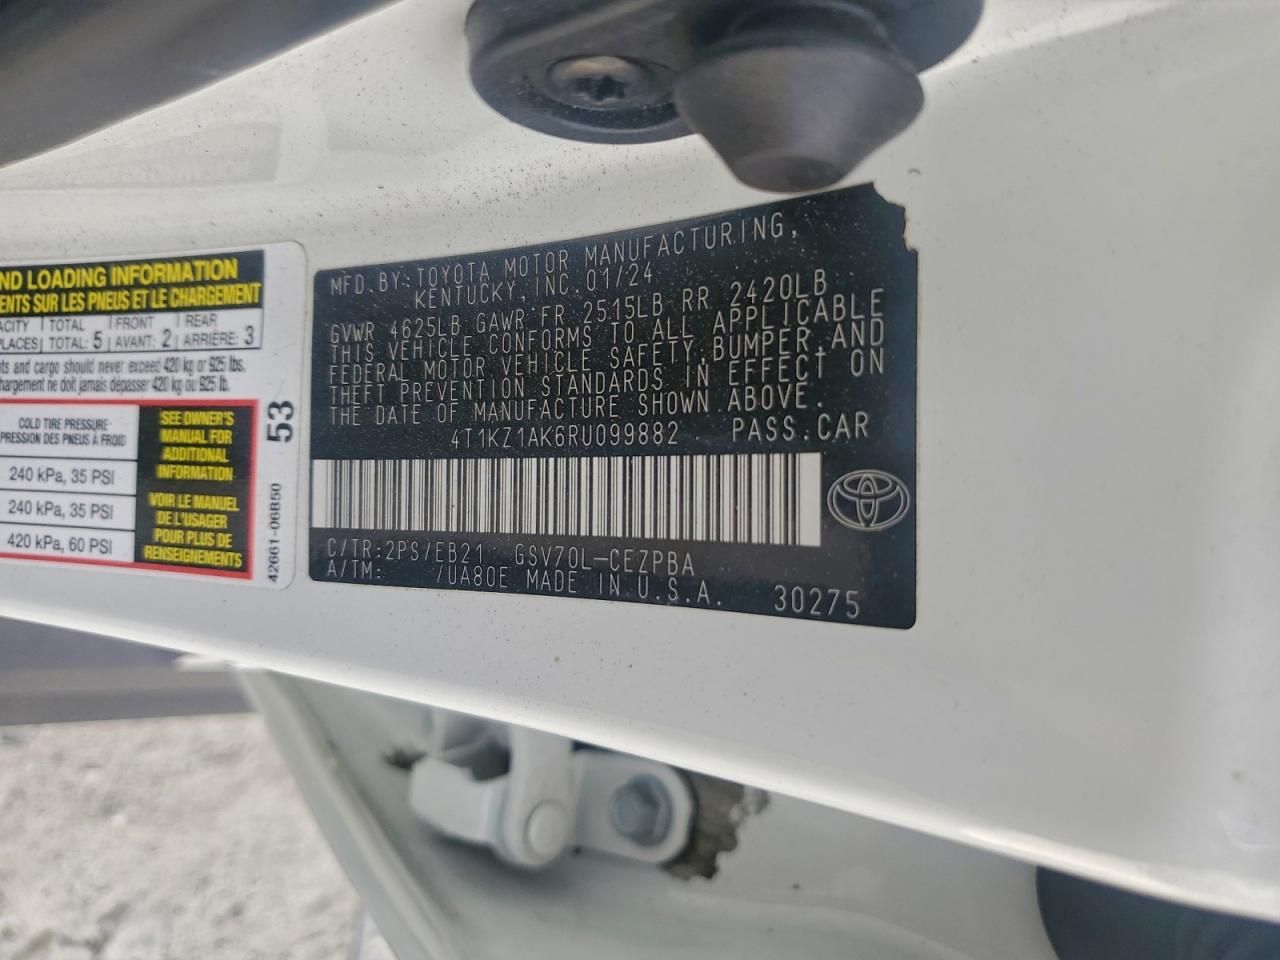 ND LOADING INFORMATION
ENTS SUR LES PNEUS ET LE CHARGEMENT
ACITY TOTAL 5 FRONT 2 REAR 3
PLACES TOTAL: AVANT: ARRIÈRE:
nts and cargo should never exceed 420 kg or 925 lbs.
chargement ne doit jamais dépasser 420 kg ou 925 lb.
COLD TIRE PRESSURE
PRESSION DES PNEUS À FROID
240 kPa, 35 PSI
240 kPa, 35 PSI
420 kPa, 60 PSI
SEE OWNER'S
MANUAL FOR
ADDITIONAL
INFORMATION
VOIR LE MANUEL
DE L'USAGER
POUR PLUS DE
RENSEIGNEMENTS
53
42661-06B50
MFD. BY: TOYOTA MOTOR MANUFACTURING,
KENTUCKY, INC. 01/24
GVWR 4625LB GAWR FR 2515LB RR 2420LB
THIS VEHICLE CONFORMS TO ALL APPLICABLE
FEDERAL MOTOR VEHICLE SAFETY, BUMPER, AND
THEFT PREVENTION STANDARDS IN EFFECT ON
THE DATE OF MANUFACTURE SHOWN ABOVE.
4T1KZ1AK6RU099882 PASS. CAR
C/TR: 2PS/EB21 GSV70L-CEZPBA
A/TM: /UA80E MADE IN U.S.A. 30275